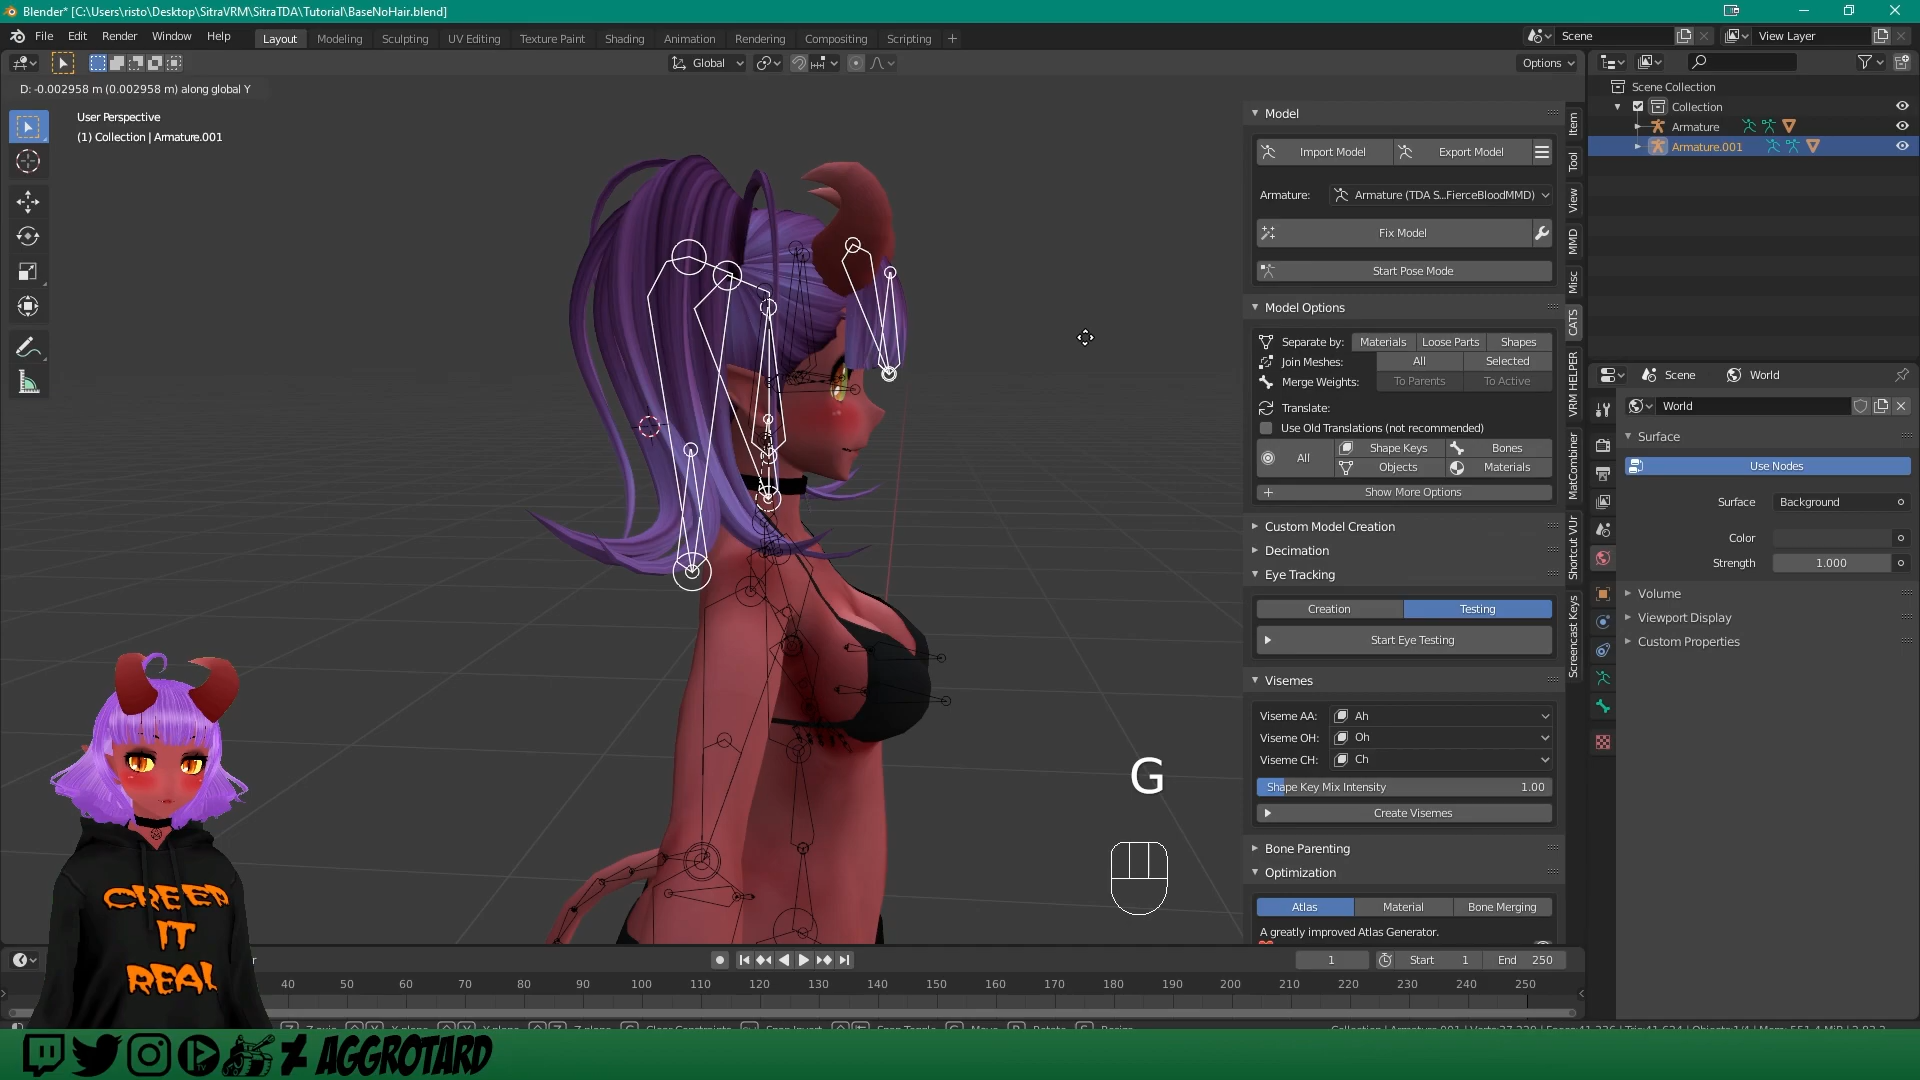 Blender* [C:\Users\risto\Desktop\SitraVRM\SitraTDA\Tutorial\BaseNoHair.blend]
File Edit Render Window Help Layout Modeling Sculpting UV Editing Texture Paint Shading Animation Rendering Compositing Scripting + Scene View Layer
Global Options
D: -0.002958 m (0.002958 m) along global Y
User Perspective
(1) Collection | Armature.001
Model
Import Model Export Model
Armature: Armature (TDA S...FierceBloodMMD)
Fix Model
Start Pose Mode
Model Options
Separate by: Materials Loose Parts Shapes
Join Meshes: All Selected
Merge Weights: To Parents To Active
Translate:
Use Old Translations (not recommended)
All Shape Keys Bones
Objects Materials
Show More Options
Custom Model Creation
Decimation
Eye Tracking
Creation Testing
Start Eye Testing
Visemes
Viseme AA: Ah
Viseme OH: Oh
Viseme CH: Ch
Shape Key Mix Intensity 1.00
Create Visemes
Bone Parenting
Optimization
Atlas Material Bone Merging
A greatly improved Atlas Generator.
Item
Tool
View
MMD
Misc
CATS
VRM HELPER
MatCombiner
Shortcut VUr
Screencast Keys
Scene Collection
Collection
Armature
Armature.001
Scene World
World
Surface
Use Nodes
Surface Background
Color
Strength 1.000
Volume
Viewport Display
Custom Properties
G
CREEP
IT
REAL
1 Start 1 End 250
40 50 60 70 80 90 100 110 120 130 140 150 160 170 180 190 200 210 220 230 240 250
AGGROTARD